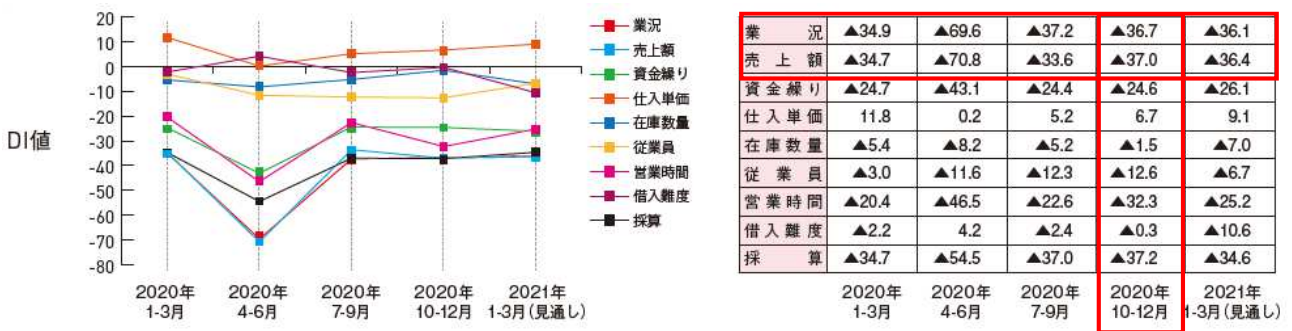 DI値
20
10
0
-10
-20
-30
-40
-50
-60
-70
-80
2020年 1-3月
2020年 4-6月
2020年 7-9月
2020年 10-12月
2021年 1-3月(見通し)
業況
売上額
資金繰り
仕入単価
在庫数量
従業員
営業時間
借入難度
採算
業況 ▲34.9 ▲69.6 ▲37.2 ▲36.7 ▲36.1
売上額 ▲34.7 ▲70.8 ▲33.6 ▲37.0 ▲36.4
資金繰り ▲24.7 ▲43.1 ▲24.4 ▲24.6 ▲26.1
仕入単価 11.8 0.2 5.2 6.7 9.1
在庫数量 ▲5.4 ▲8.2 ▲5.2 ▲1.5 ▲7.0
従業員 ▲3.0 ▲11.6 ▲12.3 ▲12.6 ▲6.7
営業時間 ▲20.4 ▲46.5 ▲22.6 ▲32.3 ▲25.2
借入難度 ▲2.2 4.2 ▲2.4 ▲0.3 ▲10.6
採算 ▲34.7 ▲54.5 ▲37.0 ▲37.2 ▲34.6
2020年 2020年 2020年 2020年 2021年
1-3月 4-6月 7-9月 10-12月 1-3月(見通し)